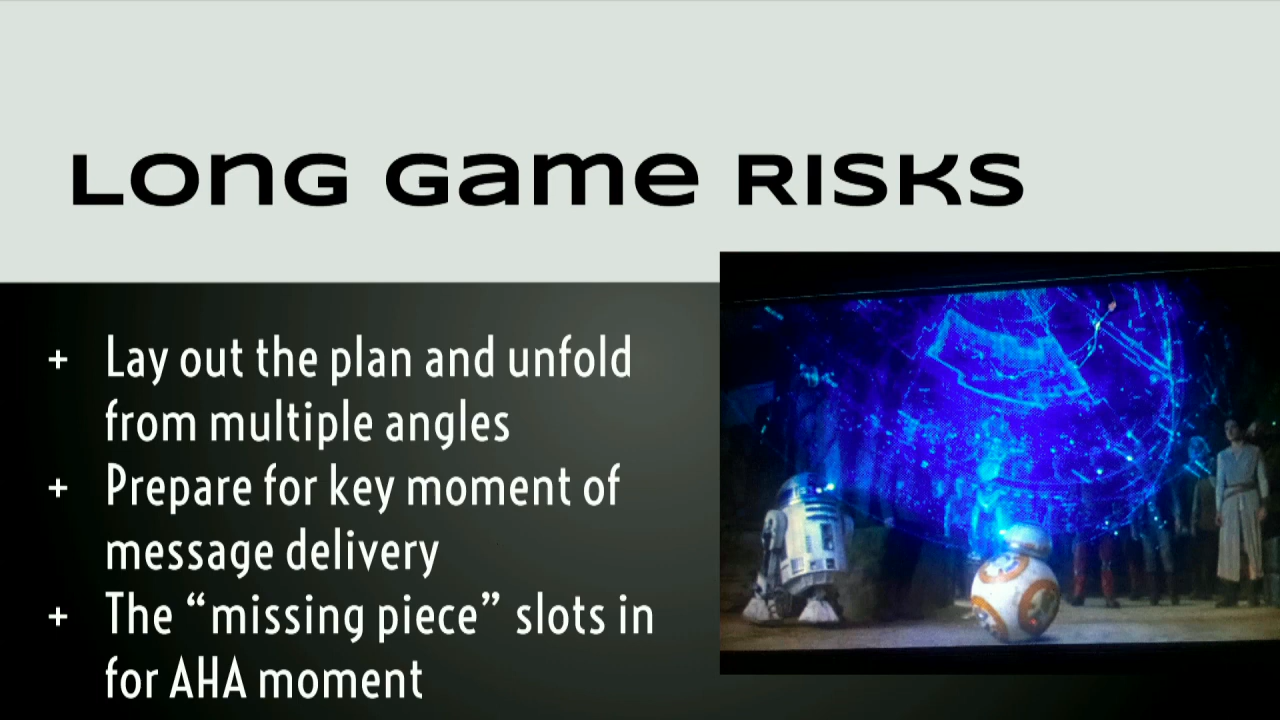 Long Game Risks
+ Lay out the plan and unfold
from multiple angles
+ Prepare for key moment of
message delivery
+ The “missing piece” slots in
for AHA moment